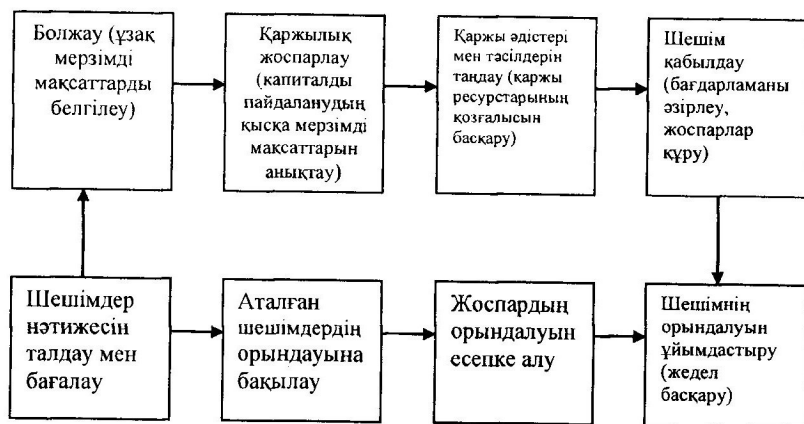 Болжау (ұзақ
мерзімді
мақсаттарды
белгілеу)
Қаржылық
жоспарлау
(капиталды
пайдаланудың
қысқа мерзімді
мақсаттарын
анықтау)
Қаржы әдістері
мен тәсілдерін
таңдау (қаржы
ресурстарының
қозғалысын
басқару)
Шешім
қабылдау
(бағдарламаны
әзірлеу,
жоспарлар
құру)
Шешімдер
нәтижесін
талдау мен
бағалау
Аталған
шешімдердің
орындауына
бақылау
Жоспардың
орындалуын
есепке алу
Шешімнің
орындалуын
ұйымдастыру
(жедел
басқару)